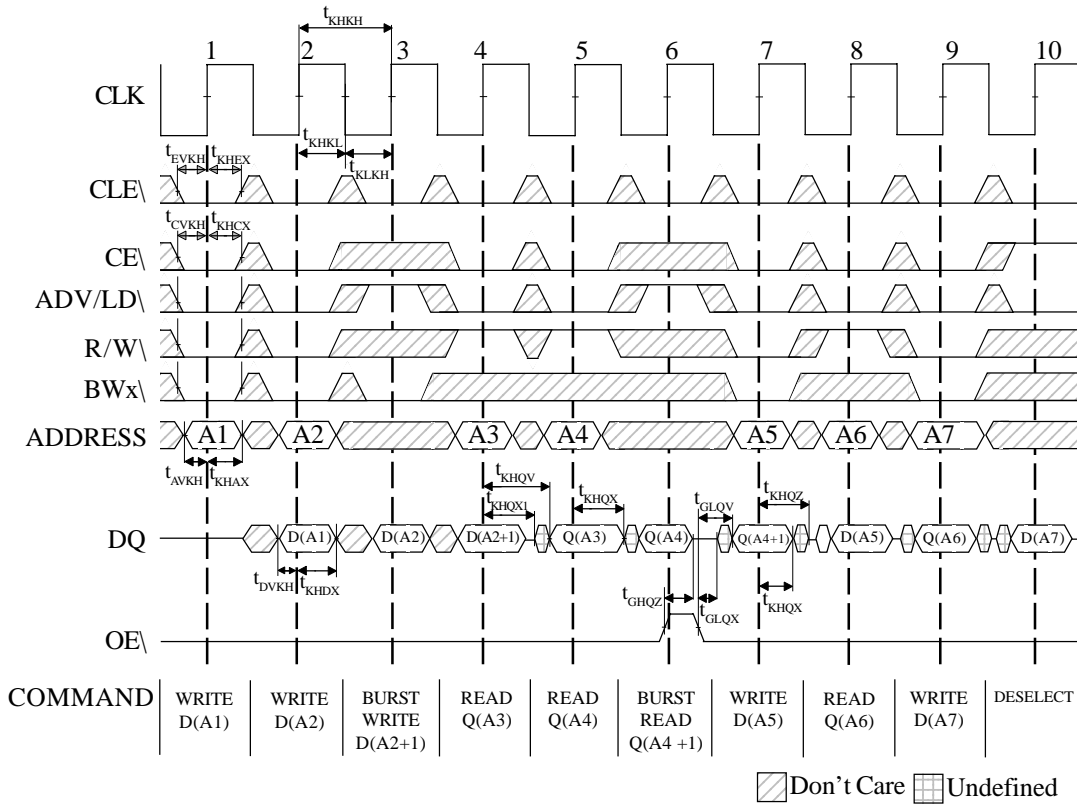 tKHKH
1 2 3 4 5 6 7 8 9 10
CLK
tEVKH tKHEX tKHKL tKLKH
CLE\
tCVKH tKHCX
CE\
ADV/LD\
R/W\
BWx\
ADDRESS A1 A2 A3 A4 A5 A6 A7
tAVKH tKHAX tKHQV tKHQX1 tKHQX tGLQV tKHQZ
DQ D(A1) D(A2) D(A2+1) Q(A3) Q(A4) Q(A4+1) D(A5) Q(A6) D(A7)
tDVKH tKHDX tGHQZ tGLQX tKHQX
OE\
COMMAND
WRITE
D(A1)
WRITE
D(A2)
BURST
WRITE
D(A2+1)
READ
Q(A3)
READ
Q(A4)
BURST
READ
Q(A4 +1)
WRITE
D(A5)
READ
Q(A6)
WRITE
D(A7)
DESELECT
Don't Care Undefined